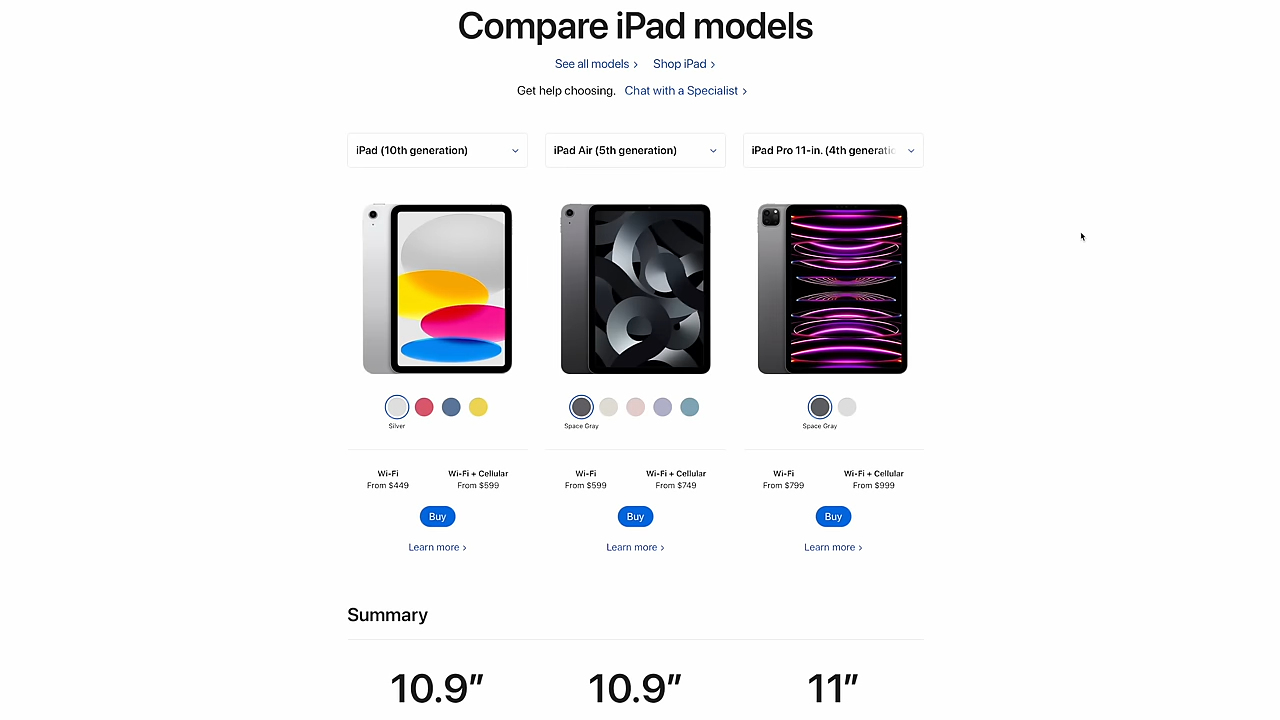 Compare iPad models
See all models > Shop iPad >
Get help choosing. Chat with a Specialist >
iPad (10th generation) iPad Air (5th generation) iPad Pro 11-in. (4th generatio
Silver Space Gray Space Gray
Wi-Fi Wi-Fi + Cellular Wi-Fi Wi-Fi + Cellular Wi-Fi Wi-Fi + Cellular
From $449 From $599 From $599 From $749 From $799 From $999
Buy Buy Buy
Learn more > Learn more > Learn more >
Summary
10.9″ 10.9″ 11″